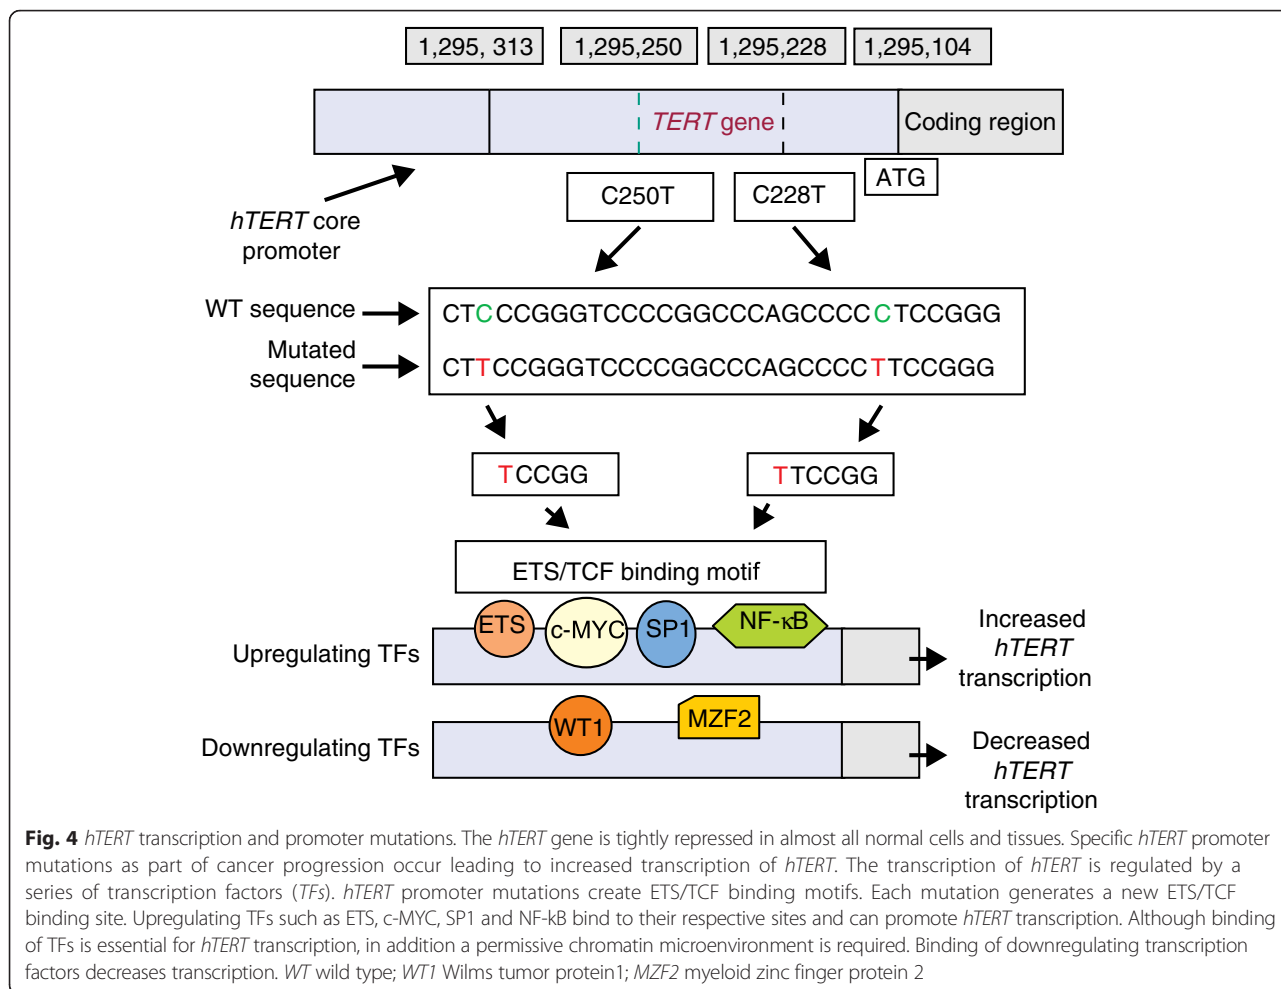 1,295, 313
1,295,250
1,295,228
1,295,104
TERT gene
Coding region
ATG
C250T
C228T
hTERT core
promoter
WT sequence
CTCCCGGGTCCCCGGCCCAGCCCCCTCCGGG
Mutated
sequence
CTTCCGGGTCCCCGGCCCAGCCCCTTCCGGG
TCCGG
TTCCGG
ETS/TCF binding motif
Upregulating TFs
ETS
c-MYC
SP1
NF-κB
Increased
hTERT
transcription
Downregulating TFs
WT1
MZF2
Decreased
hTERT
transcription
Fig. 4 hTERT transcription and promoter mutations. The hTERT gene is tightly repressed in almost all normal cells and tissues. Specific hTERT promoter
mutations as part of cancer progression occur leading to increased transcription of hTERT. The transcription of hTERT is regulated by a
series of transcription factors (TFs). hTERT promoter mutations create ETS/TCF binding motifs. Each mutation generates a new ETS/TCF
binding site. Upregulating TFs such as ETS, c-MYC, SP1 and NF-kB bind to their respective sites and can promote hTERT transcription. Although binding
of TFs is essential for hTERT transcription, in addition a permissive chromatin microenvironment is required. Binding of downregulating transcription
factors decreases transcription. WT wild type; WT1 Wilms tumor protein1; MZF2 myeloid zinc finger protein 2